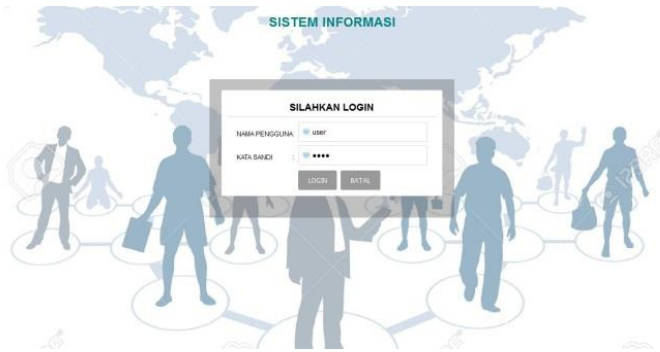 SISTEM INFORMASI
SILAHKAN LOGIN
NAMA PENGGUNA: user
KATA SANDI : ••••
LOGIN BATAL